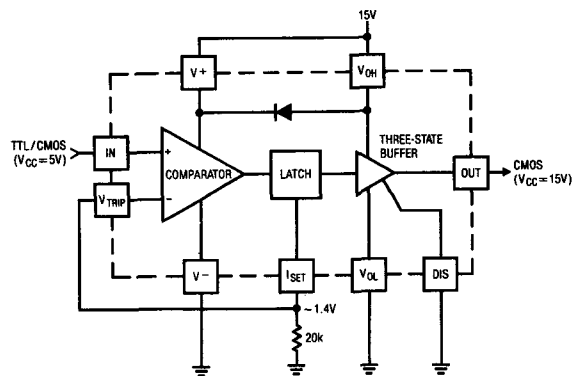 15V
V+
VOH
TTL/CMOS
(VCC=5V)
IN
+
COMPARATOR
VTRIP
−
LATCH
THREE-STATE
BUFFER
OUT
CMOS
(VCC=15V)
V−
ISET
VOL
DIS
~1.4V
20k